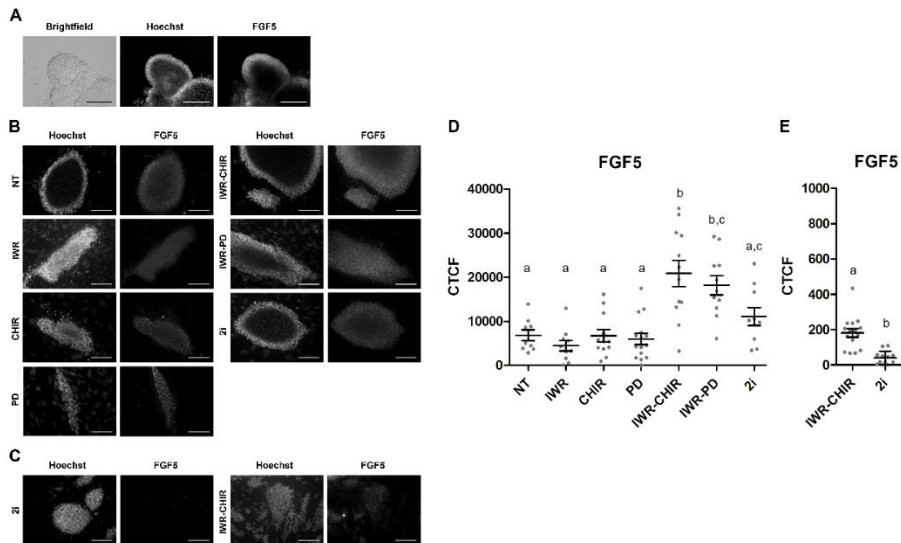 A
Brightfield Hoechst FGF5
B
Hoechst FGF5 Hoechst FGF5
NT IWR-CHIR
IWR IWR-PD
CHIR 2i
PD
C
Hoechst FGF5 Hoechst FGF5
2i IWR-CHIR
D
FGF5
CTCF
40000
30000
20000
10000
0
a a a a b b,c a,c
NT IWR CHIR PD IWR-CHIR IWR-PD 2i
E
FGF5
CTCF
1000
800
600
400
200
0
a b
IWR-CHIR 2i